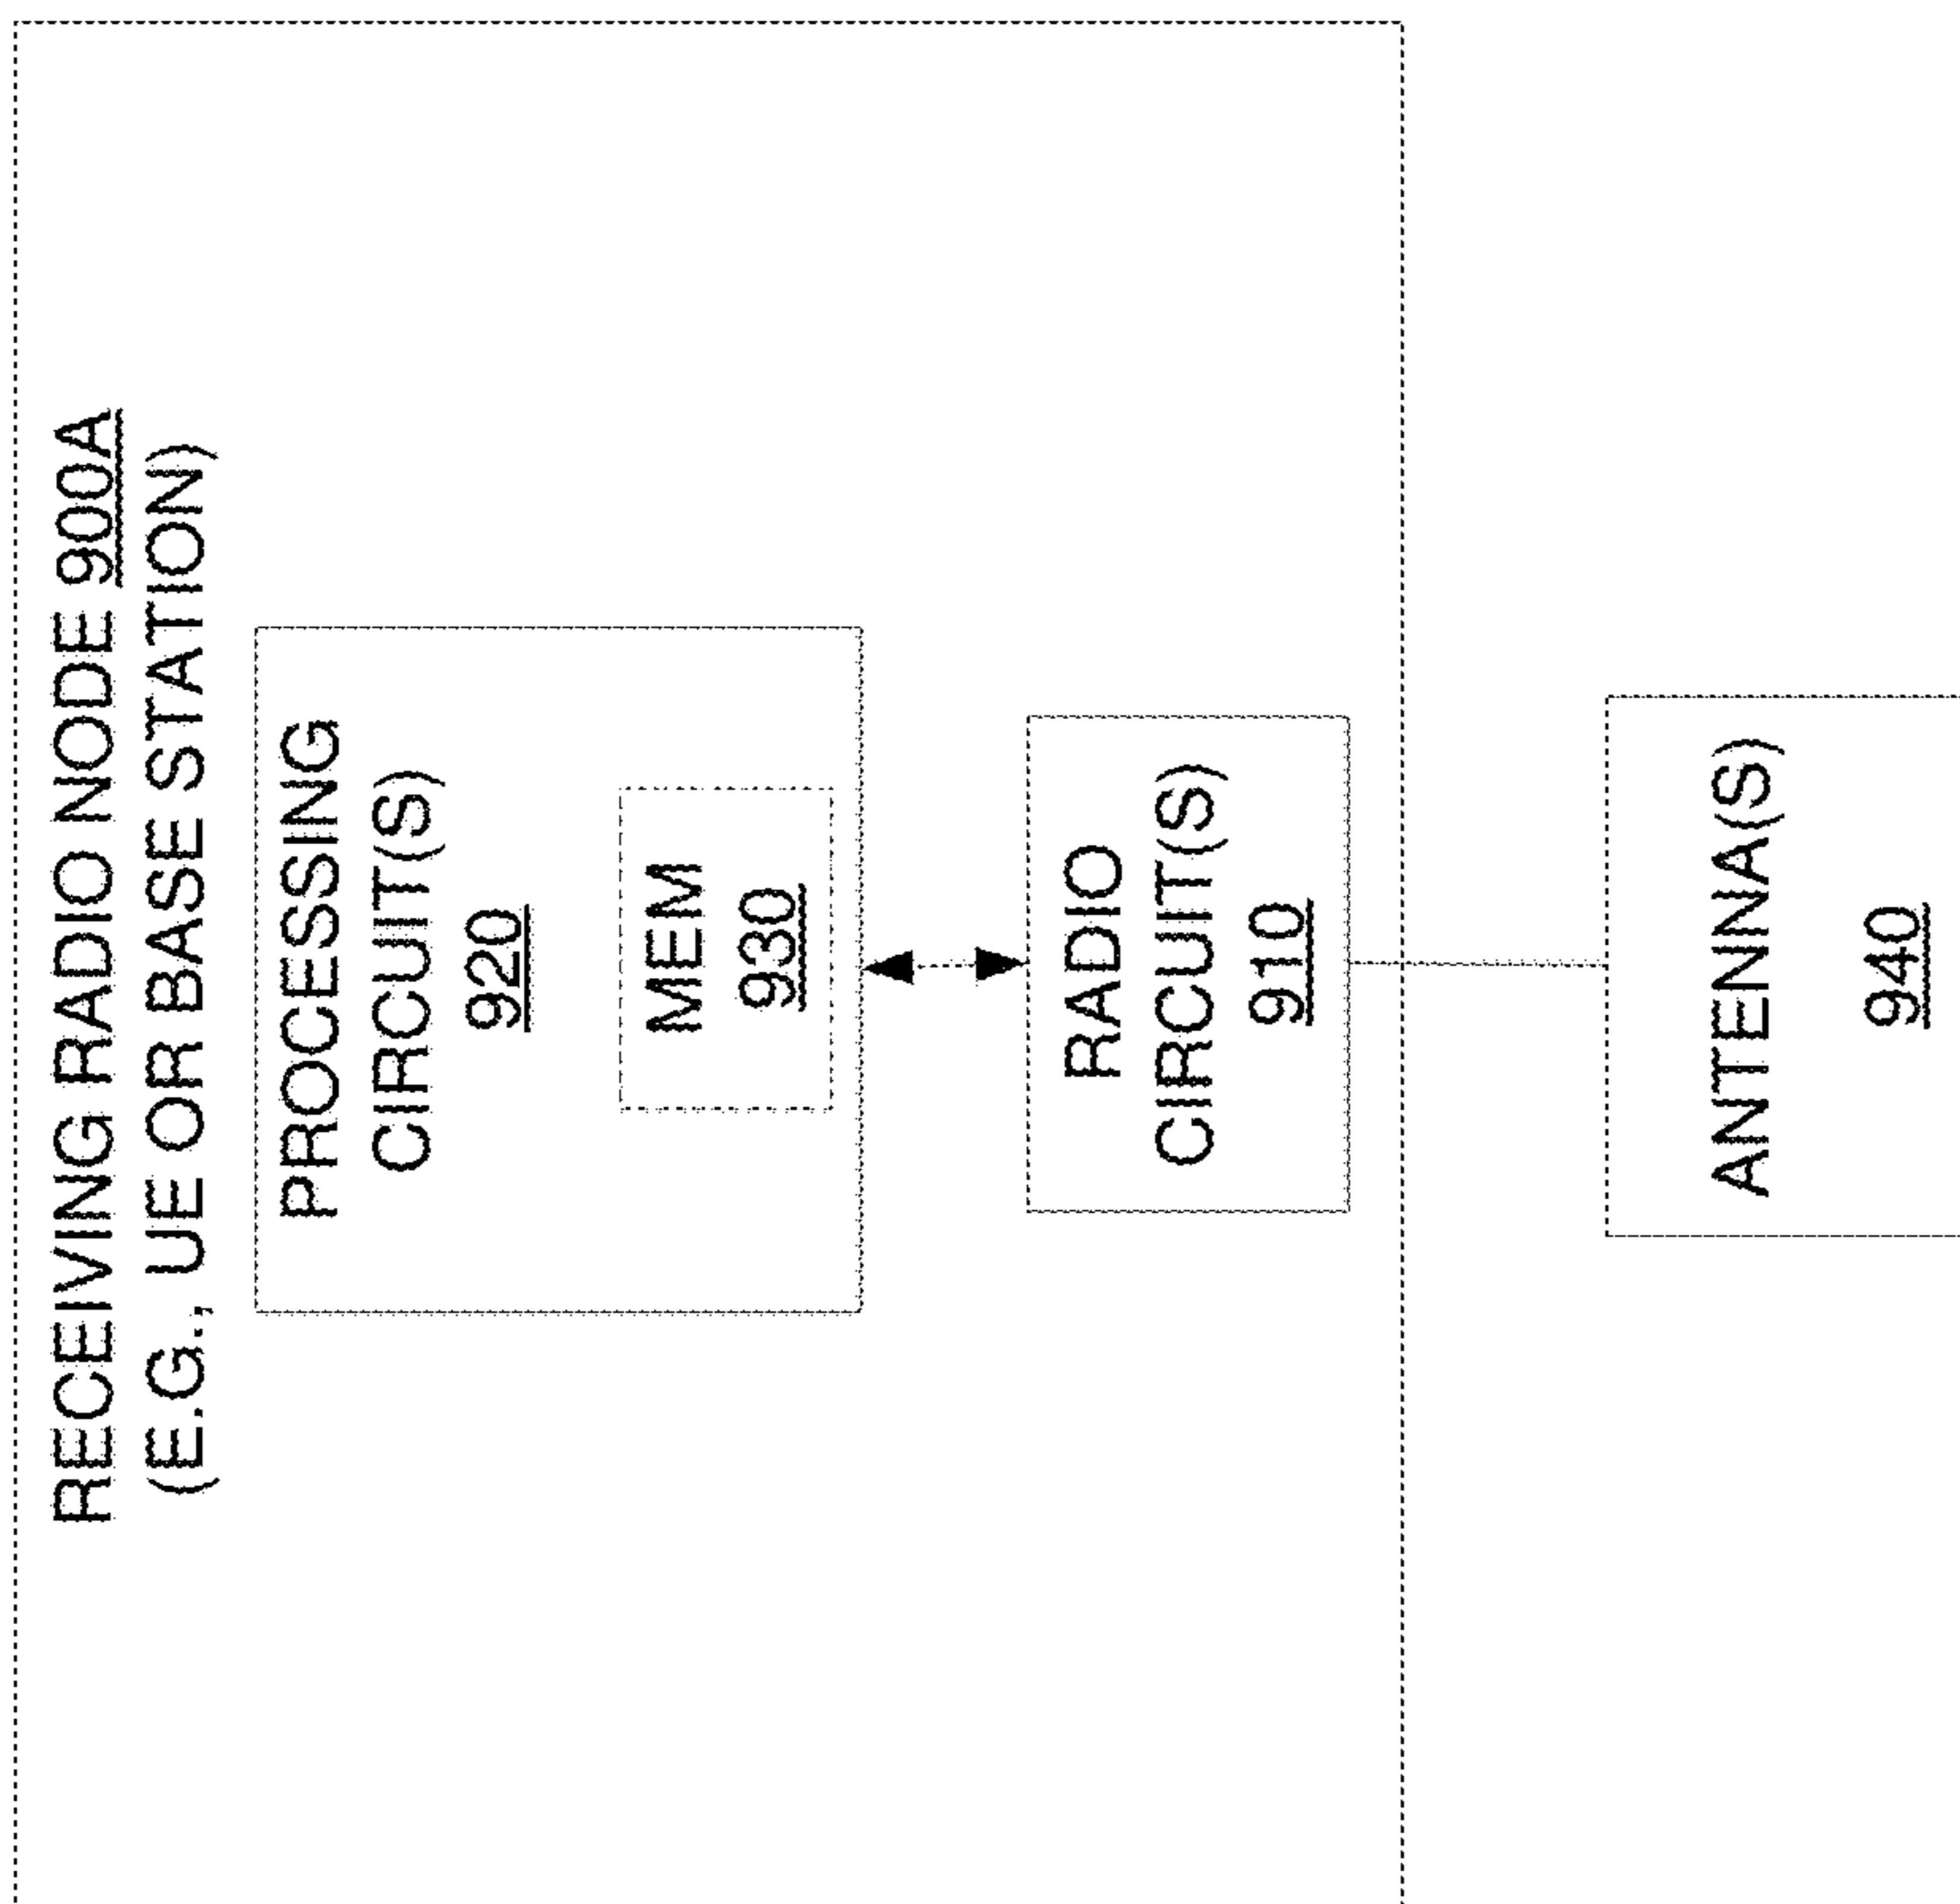 RECEIVING RADIO NODE 900A
(E.G., UE OR BASE STATION)
PROCESSING
CIRCUIT(S)
920
MEM
930
RADIO
CIRCUIT(S)
910
ANTENNA(S)
940